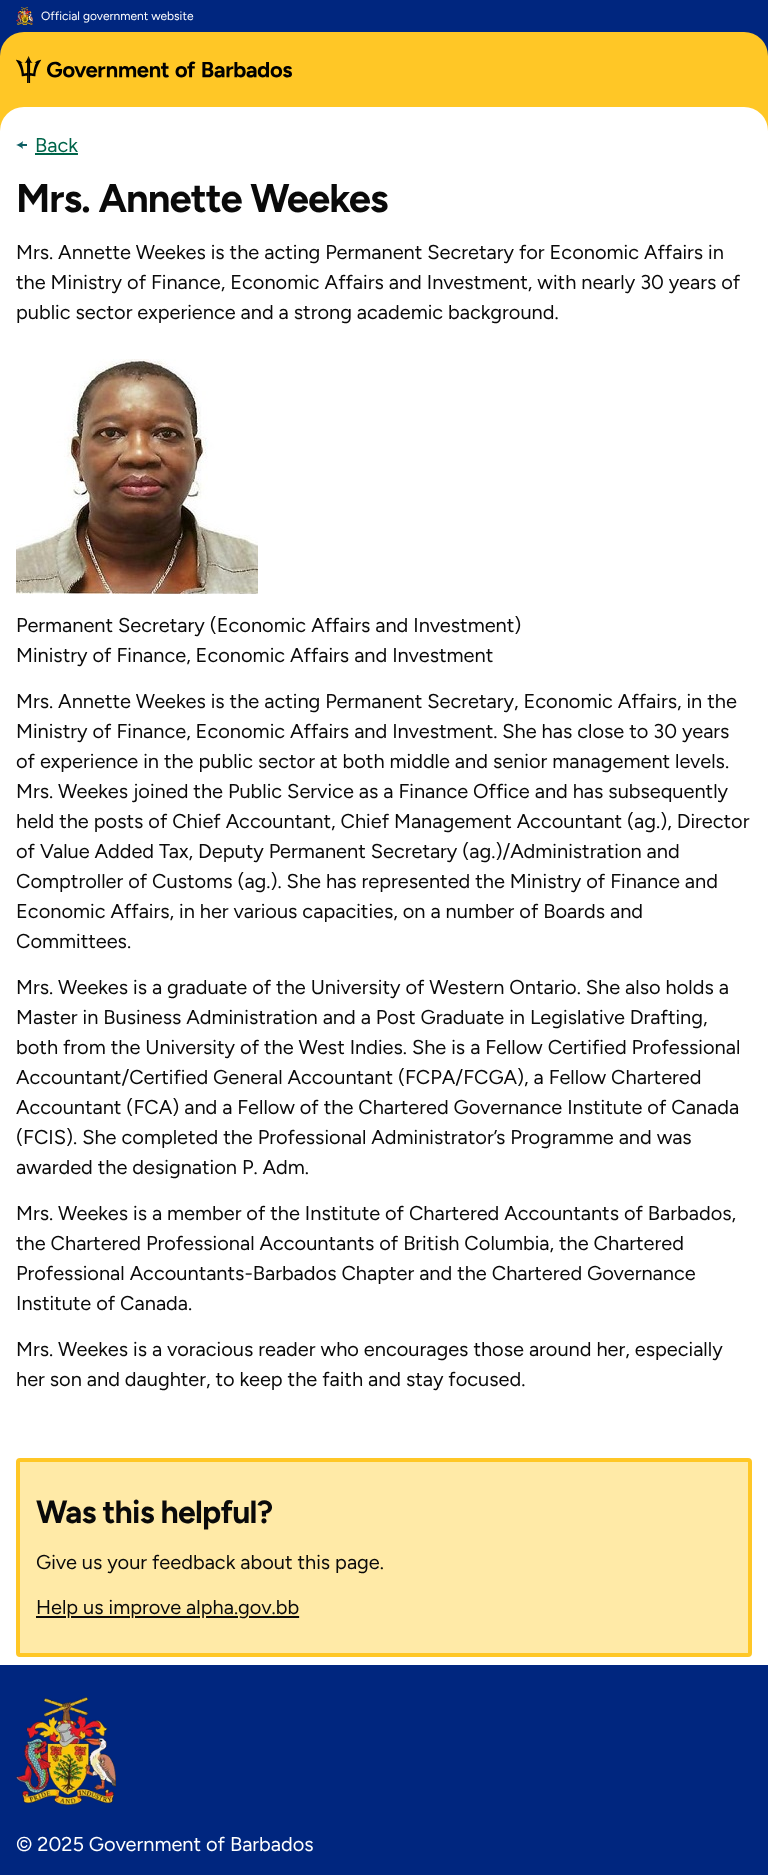 Official government website
Government of Barbados
Back
Mrs. Annette Weekes
Mrs. Annette Weekes is the acting Permanent Secretary for Economic Affairs in
the Ministry of Finance, Economic Affairs and Investment, with nearly 30 years of
public sector experience and a strong academic background.
Permanent Secretary (Economic Affairs and Investment)
Ministry of Finance, Economic Affairs and Investment
Mrs. Annette Weekes is the acting Permanent Secretary, Economic Affairs, in the
Ministry of Finance, Economic Affairs and Investment. She has close to 30 years
of experience in the public sector at both middle and senior management levels.
Mrs. Weekes joined the Public Service as a Finance Office and has subsequently
held the posts of Chief Accountant, Chief Management Accountant (ag.), Director
of Value Added Tax, Deputy Permanent Secretary (ag.)/Administration and
Comptroller of Customs (ag.). She has represented the Ministry of Finance and
Economic Affairs, in her various capacities, on a number of Boards and
Committees.
Mrs. Weekes is a graduate of the University of Western Ontario. She also holds a
Master in Business Administration and a Post Graduate in Legislative Drafting,
both from the University of the West Indies. She is a Fellow Certified Professional
Accountant/Certified General Accountant (FCPA/FCGA), a Fellow Chartered
Accountant (FCA) and a Fellow of the Chartered Governance Institute of Canada
(FCIS). She completed the Professional Administrator’s Programme and was
awarded the designation P. Adm.
Mrs. Weekes is a member of the Institute of Chartered Accountants of Barbados,
the Chartered Professional Accountants of British Columbia, the Chartered
Professional Accountants-Barbados Chapter and the Chartered Governance
Institute of Canada.
Mrs. Weekes is a voracious reader who encourages those around her, especially
her son and daughter, to keep the faith and stay focused.
Was this helpful?
Give us your feedback about this page.
Help us improve alpha.gov.bb
PRIDE AND INDUSTRY
© 2025 Government of Barbados